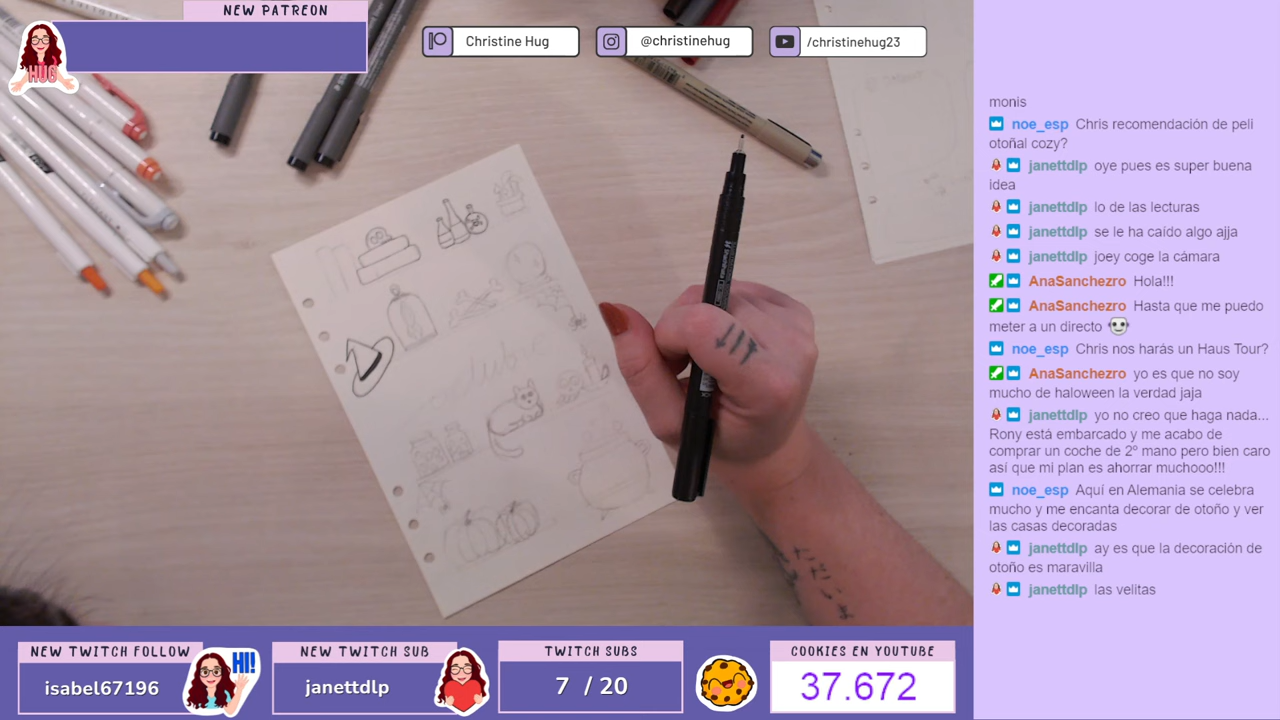 NEW PATREON
HUG
Christine Hug
@christinehug
/christinehug23
monis
noe_esp Chris recomendación de peli
otoñal cozy?
janettdlp oye pues es super buena
idea
janettdlp lo de las lecturas
janettdlp se le ha caído algo ajja
janettdlp joey coge la cámara
AnaSanchezro Hola!!!
AnaSanchezro Hasta que me puedo
meter a un directo
noe_esp Chris nos harás un Haus Tour?
AnaSanchezro yo es que no soy
mucho de haloween la verdad jaja
janettdlp yo no creo que haga nada...
Rony está embarcado y me acabo de
comprar un coche de 2º mano pero bien caro
así que mi plan es ahorrar muchooo!!!
noe_esp Aquí en Alemania se celebra
mucho y me encanta decorar de otoño y ver
las casas decoradas
janettdlp ay es que la decoración de
otoño es maravilla
janettdlp las velitas
NEW TWITCH FOLLOW
isabel67196
HI!
NEW TWITCH SUB
janettdlp
TWITCH SUBS
7 / 20
COOKIES EN YOUTUBE
37.672